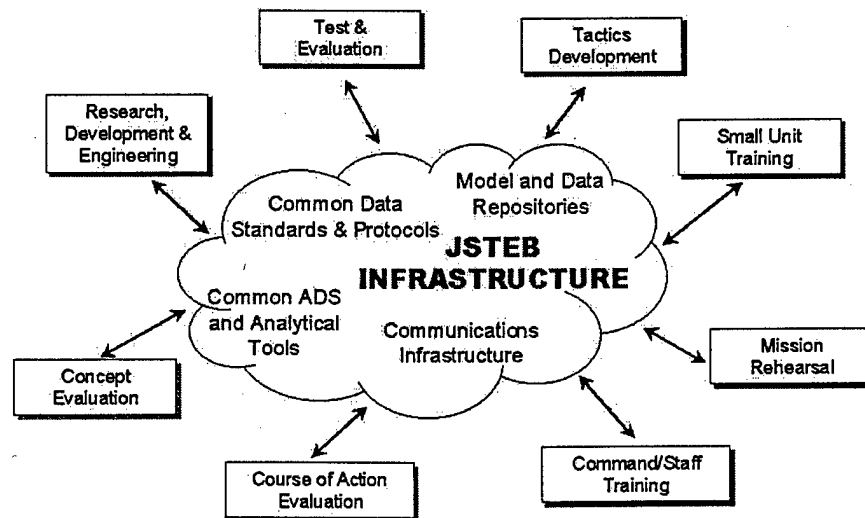 Test &
Evaluation
Tactics
Development
Research,
Development &
Engineering
Small Unit
Training
Model and Data
Repositories
Common Data
Standards & Protocols
JSTEB
INFRASTRUCTURE
Common ADS
and Analytical
Tools
Communications
Infrastructure
Mission
Rehearsal
Concept
Evaluation
Course of Action
Evaluation
Command/Staff
Training